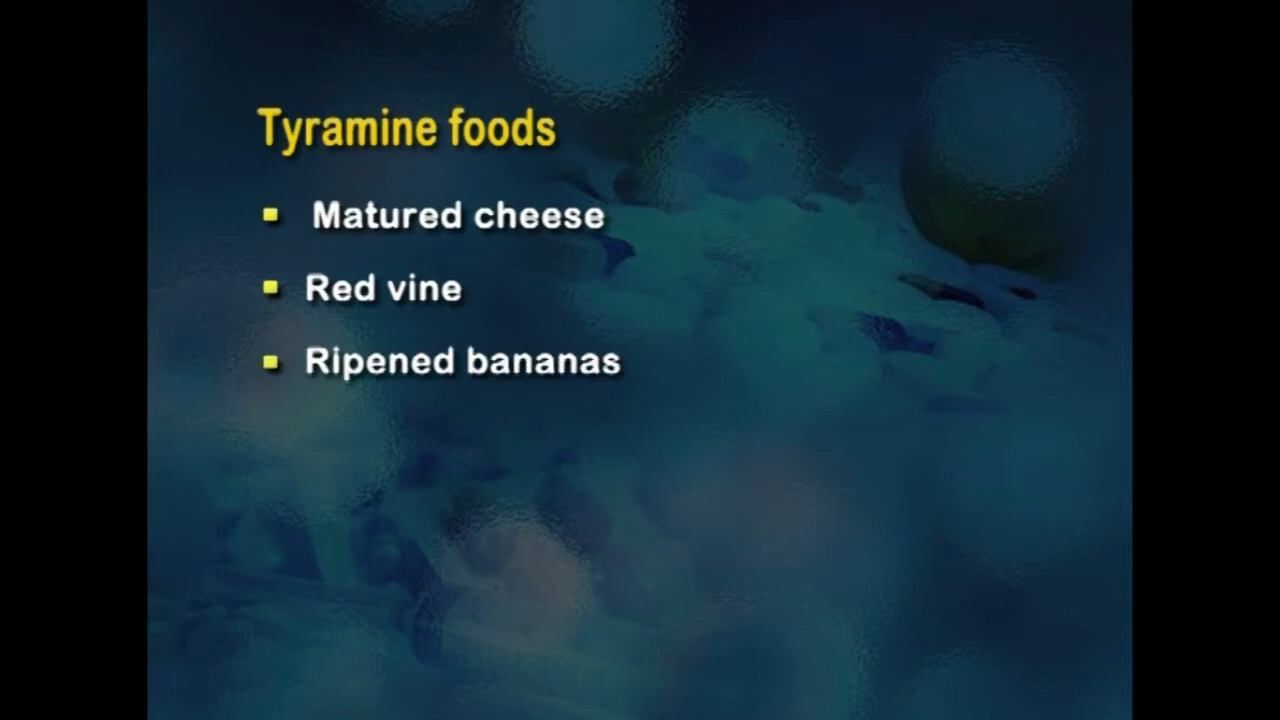 Tyramine foods
Matured cheese
Red vine
Ripened bananas